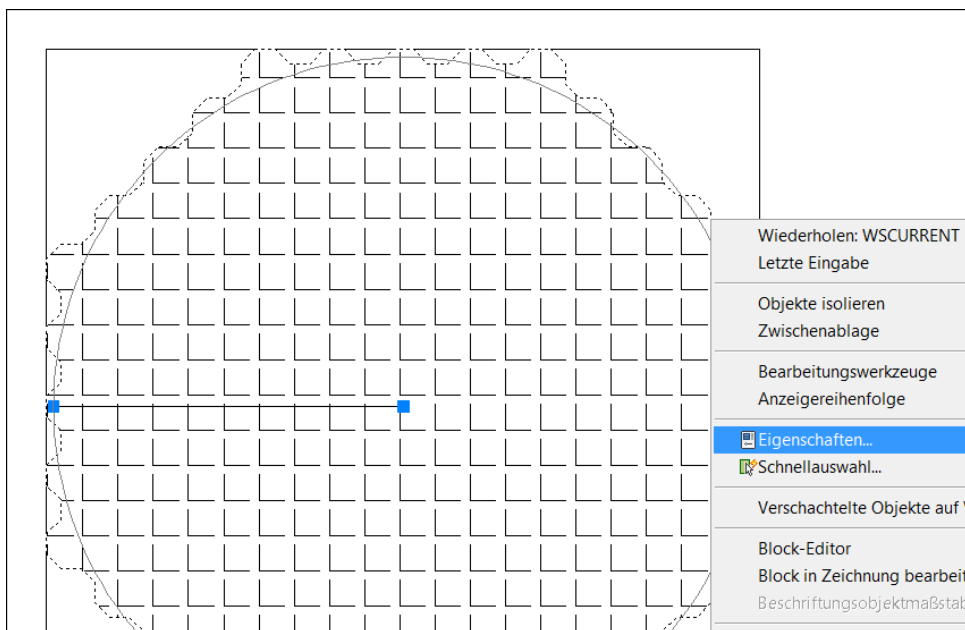 Wiederholen: WSCURRENT
Letzte Eingabe
Objekte isolieren
Zwischenablage
Bearbeitungswerkzeuge
Anzeigereihenfolge
Eigenschaften...
Schnellauswahl...
Verschachtelte Objekte auf
Block-Editor
Block in Zeichnung bearbeit
Beschriftungsobjektmaßstab